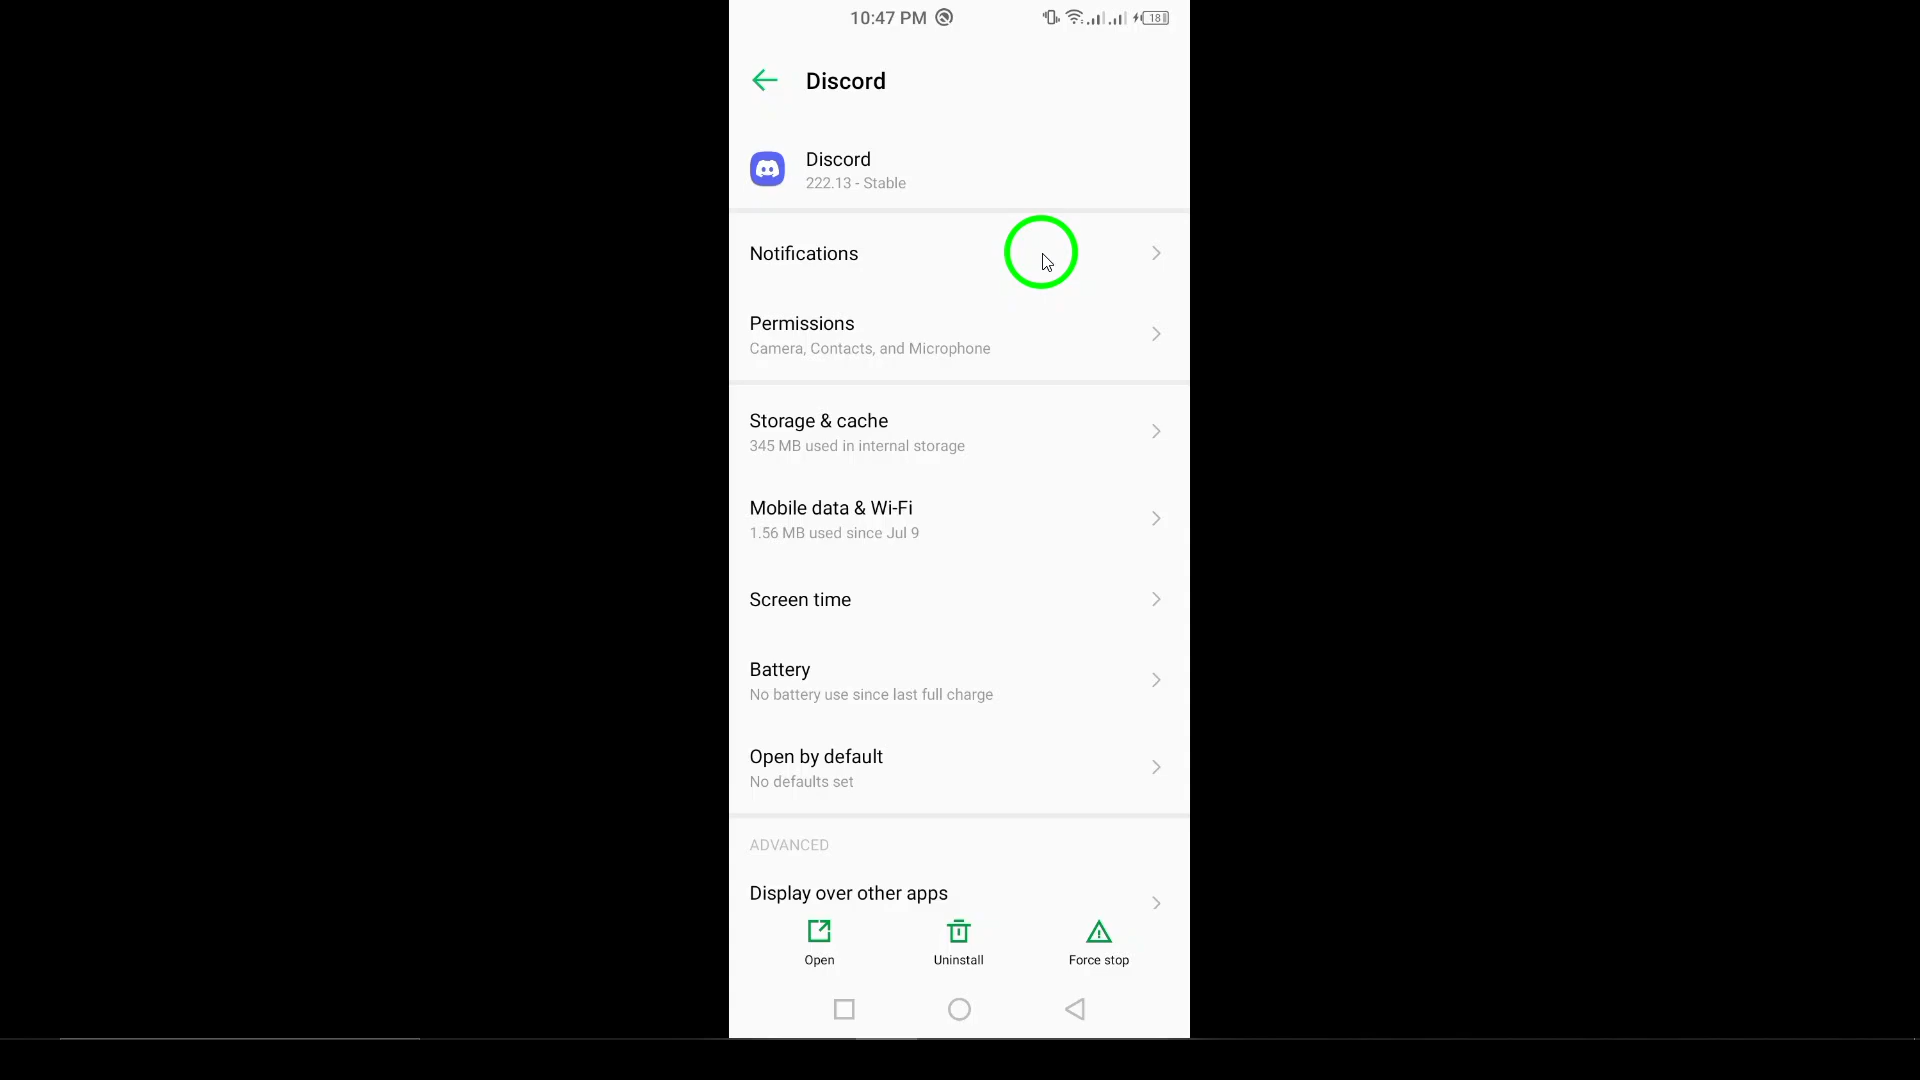 10:47 PM
18
Discord
Discord
222.13 - Stable
Notifications
Permissions
Camera, Contacts, and Microphone
Storage & cache
345 MB used in internal storage
Mobile data & Wi-Fi
1.56 MB used since Jul 9
Screen time
Battery
No battery use since last full charge
Open by default
No defaults set
ADVANCED
Display over other apps
Open
Uninstall
Force stop